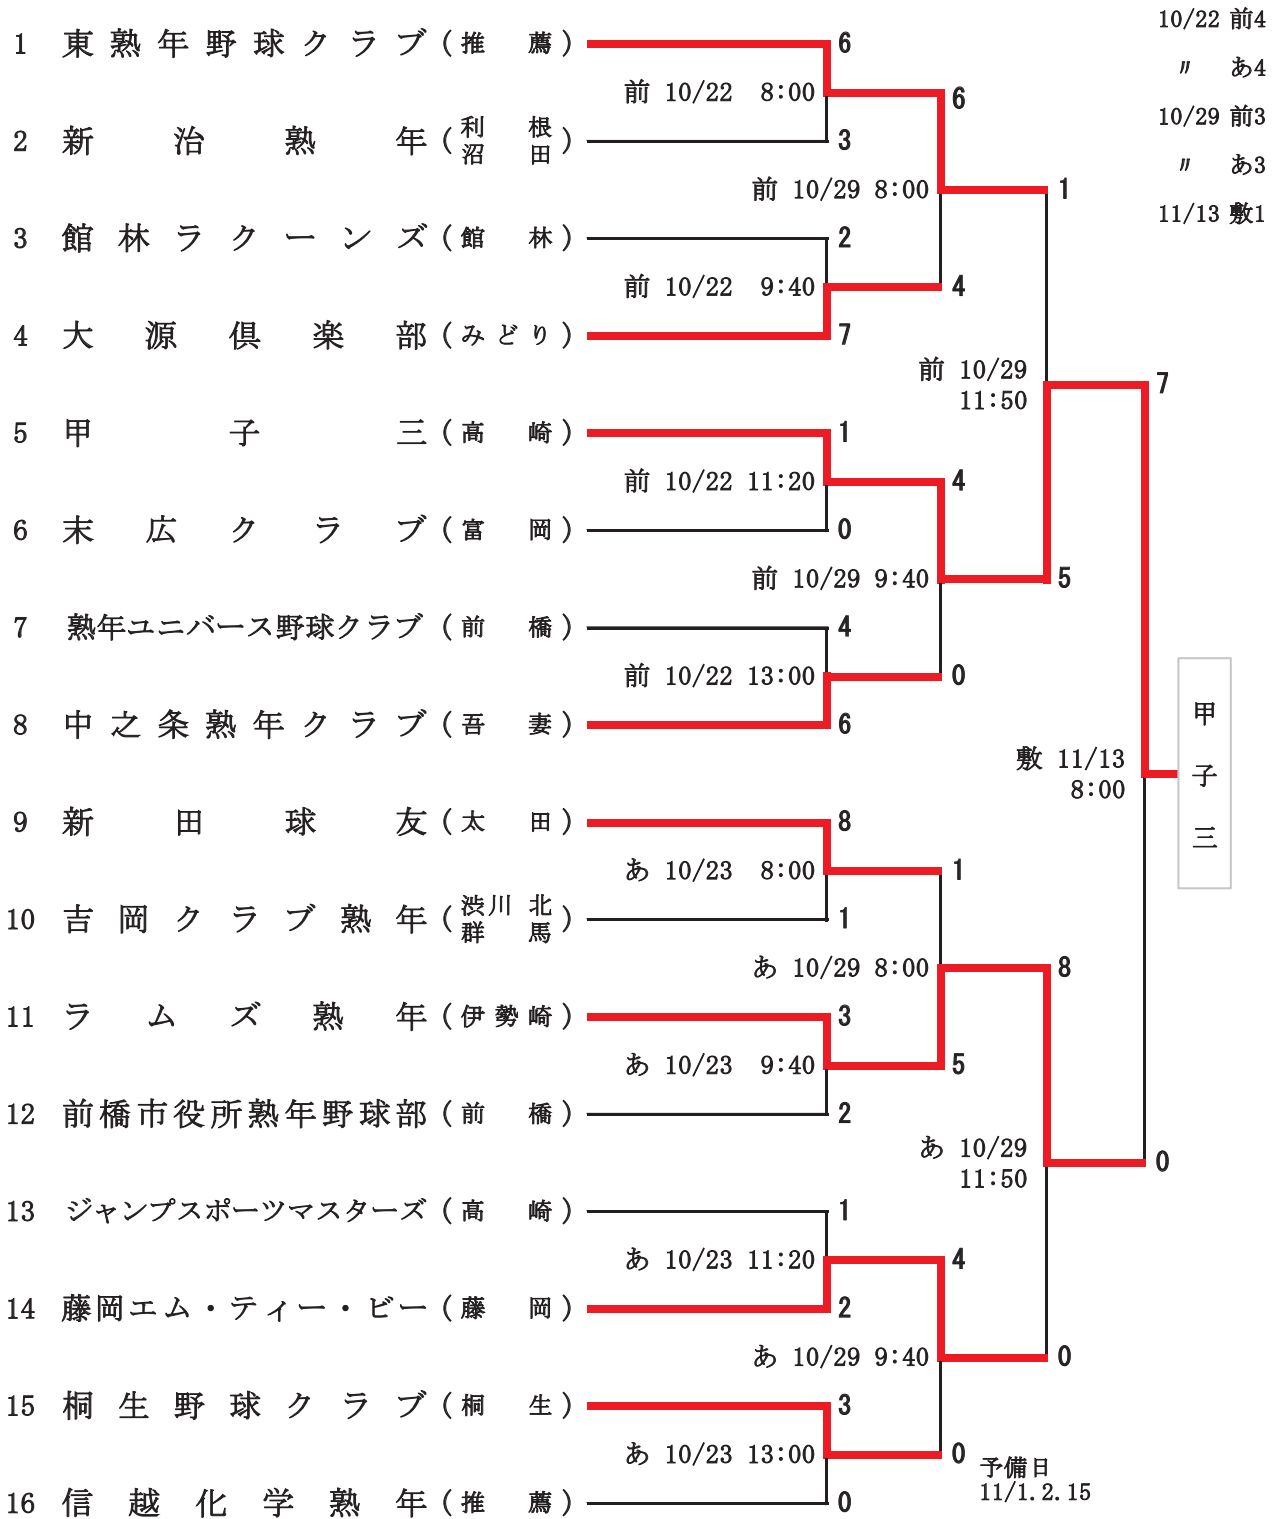 10/22 前4
〃 あ4
10/29 前3
〃 あ3
11/13 敷1
1 東熟年野球クラブ(推薦) 6
前 10/22 8:00 6
2 新治熟年(利根沼田) 3
前 10/29 8:00 1
3 館林ラクーンズ(館林) 2
前 10/22 9:40 4
4 大源倶楽部(みどり) 7
前 10/29 7
11:50
5 甲子三(高崎) 1
前 10/22 11:20 4
6 末広クラブ(富岡) 0
前 10/29 9:40 5
7 熟年ユニバース野球クラブ(前橋) 4
前 10/22 13:00 0
8 中之条熟年クラブ(吾妻) 6
敷 11/13
8:00
甲子三
9 新田球友(太田) 8
あ 10/23 8:00 1
10 吉岡クラブ熟年(渋川北群馬) 1
あ 10/29 8:00 8
11 ラムズ熟年(伊勢崎) 3
あ 10/23 9:40 5
12 前橋市役所熟年野球部(前橋) 2
あ 10/29 0
11:50
13 ジャンプスポーツマスターズ(高崎) 1
あ 10/23 11:20 4
14 藤岡エム・ティー・ビー(藤岡) 2
あ 10/29 9:40 0
15 桐生野球クラブ(桐生) 3
あ 10/23 13:00 0
16 信越化学熟年(推薦) 0
予備日
11/1.2.15